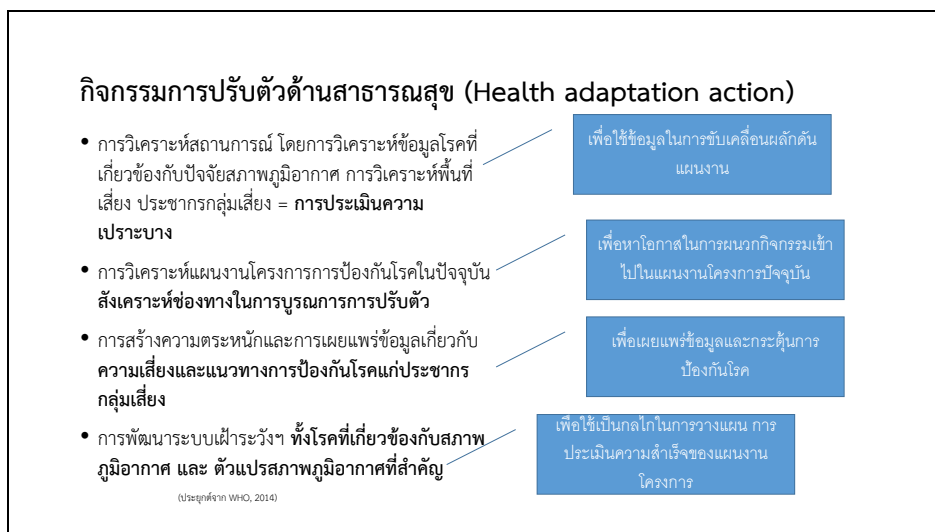 กิจกรรมการปรับตัวด้านสาธารณสุข (Health adaptation action)
• การวิเคราะห์สถานการณ์ โดยการวิเคราะห์ข้อมูลโรคที่
เกี่ยวข้องกับปัจจัยสภาพภูมิอากาศ การวิเคราะห์พื้นที่
เสี่ยง ประชากรกลุ่มเสี่ยง = การประเมินความ
เปราะบาง
เพื่อใช้ข้อมูลในการขับเคลื่อนผลักดัน
แผนงาน
• การวิเคราะห์แผนงานโครงการการป้องกันโรคในปัจจุบัน
สังเคราะห์ช่องทางในการบูรณการการปรับตัว
เพื่อหาโอกาสในการผนวกกิจกรรมเข้า
ไปในแผนงานโครงการปัจจุบัน
• การสร้างความตระหนักและการเผยแพร่ข้อมูลเกี่ยวกับ
ความเสี่ยงและแนวทางการป้องกันโรคแก่ประชากร
กลุ่มเสี่ยง
เพื่อเผยแพร่ข้อมูลและกระตุ้นการ
ป้องกันโรค
• การพัฒนาระบบเฝ้าระวังฯ ทั้งโรคที่เกี่ยวข้องกับสภาพ
ภูมิอากาศ และ ตัวแปรสภาพภูมิอากาศที่สำคัญ
เพื่อใช้เป็นกลไกในการวางแผน การ
ประเมินความสำเร็จของแผนงาน
โครงการ
(ประยุกต์จาก WHO, 2014)